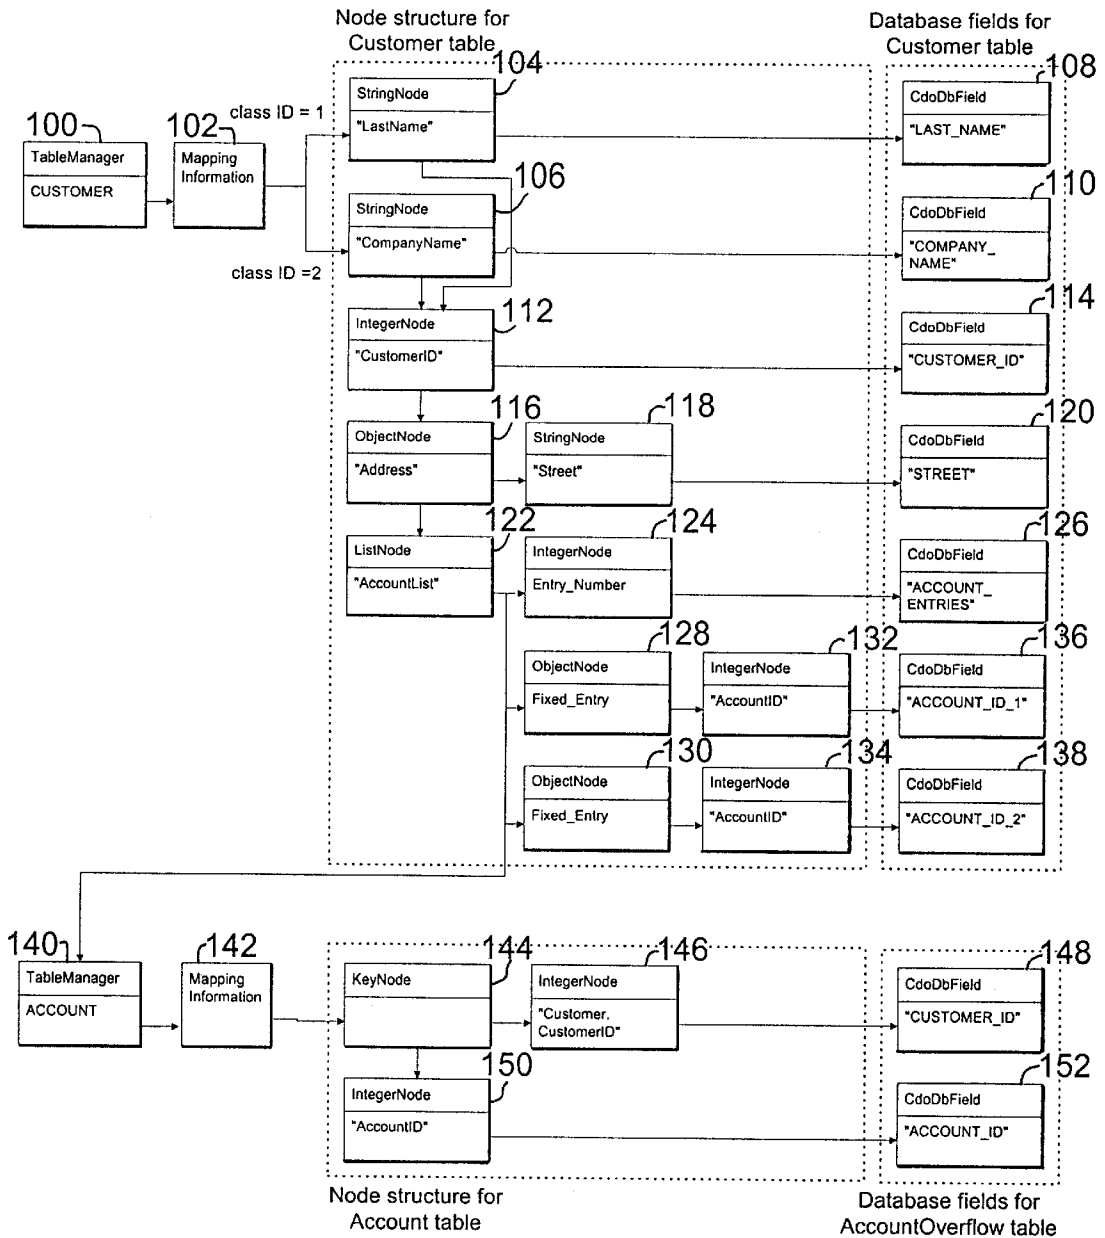 Node structure for
Customer table
Database fields for
Customer table
104
StringNode
"LastName"
108
CdoDbField
"LAST_NAME"
class ID = 1
100
TableManager
CUSTOMER
102
Mapping
Information
106
StringNode
"CompanyName"
110
CdoDbField
"COMPANY_
NAME"
class ID =2
112
IntegerNode
"CustomerID"
114
CdoDbField
"CUSTOMER_ID"
116
ObjectNode
"Address"
118
StringNode
"Street"
120
CdoDbField
"STREET"
122
ListNode
"AccountList"
124
IntegerNode
Entry_Number
126
CdoDbField
"ACCOUNT_
ENTRIES"
128
ObjectNode
Fixed_Entry
132
IntegerNode
"AccountID"
136
CdoDbField
"ACCOUNT_ID_1"
130
ObjectNode
Fixed_Entry
134
IntegerNode
"AccountID"
138
CdoDbField
"ACCOUNT_ID_2"
140
TableManager
ACCOUNT
142
Mapping
Information
144
KeyNode
146
IntegerNode
"Customer.
CustomerID"
148
CdoDbField
"CUSTOMER_ID"
150
IntegerNode
"AccountID"
152
CdoDbField
"ACCOUNT_ID"
Node structure for
Account table
Database fields for
AccountOverflow table